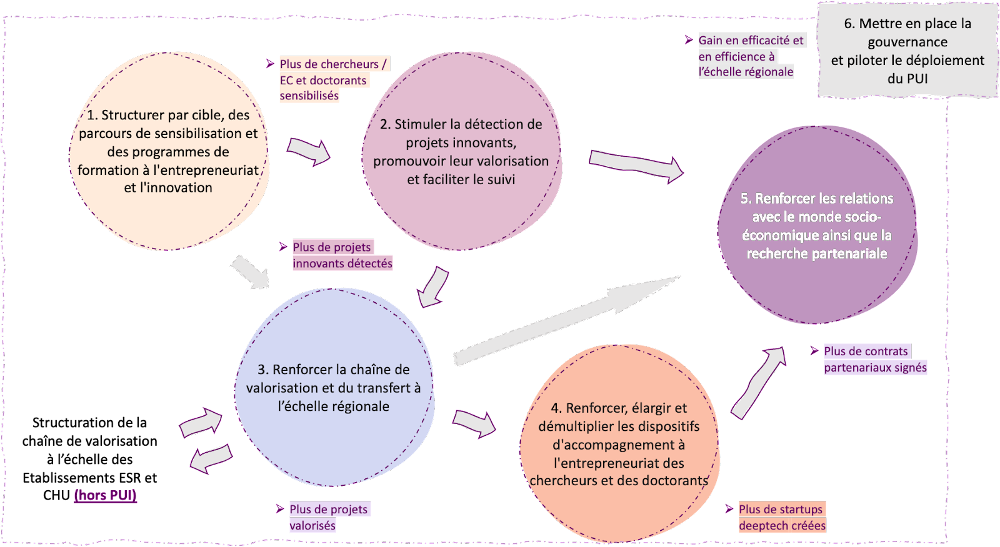 6. Mettre en place la
gouvernance
et piloter le déploiement
du PUI
Gain en efficacité et
en efficience à
l’échelle régionale
Plus de chercheurs /
EC et doctorants
sensibilisés
1. Structurer par cible, des
parcours de sensibilisation et
des programmes de
formation à l'entrepreneuriat
et l'innovation
2. Stimuler la détection de
projets innovants,
promouvoir leur valorisation
et faciliter le suivi
5. Renforcer les relations
avec le monde socio-
économique ainsi que la
recherche partenariale
Plus de projets
innovants détectés
3. Renforcer la chaîne de
valorisation et du transfert à
l’échelle régionale
Plus de contrats
partenariaux signés
4. Renforcer, élargir et
démultiplier les dispositifs
d'accompagnement à
l'entrepreneuriat des
chercheurs et des doctorants
Structuration de la
chaîne de valorisation
à l’échelle des
Etablissements ESR et
CHU (hors PUI)
Plus de projets
valorisés
Plus de startups
deeptech créées